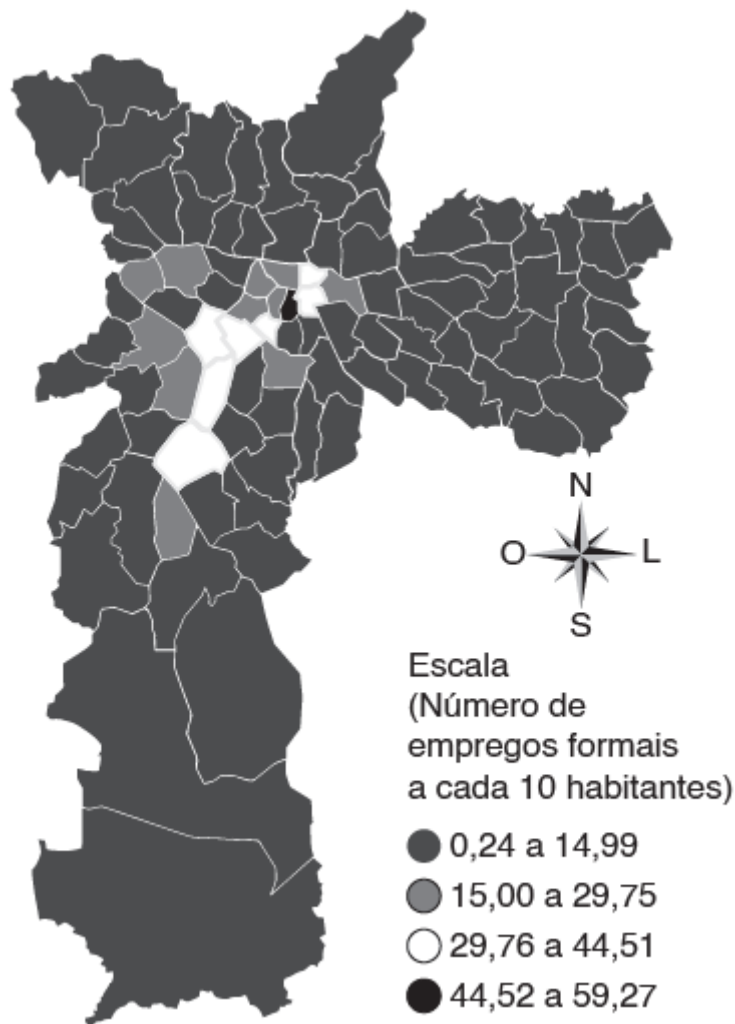 N
O
L
S
Escala
(Número de
empregos formais
a cada 10 habitantes)
0,24 a 14,99
15,00 a 29,75
29,76 a 44,51
44,52 a 59,27